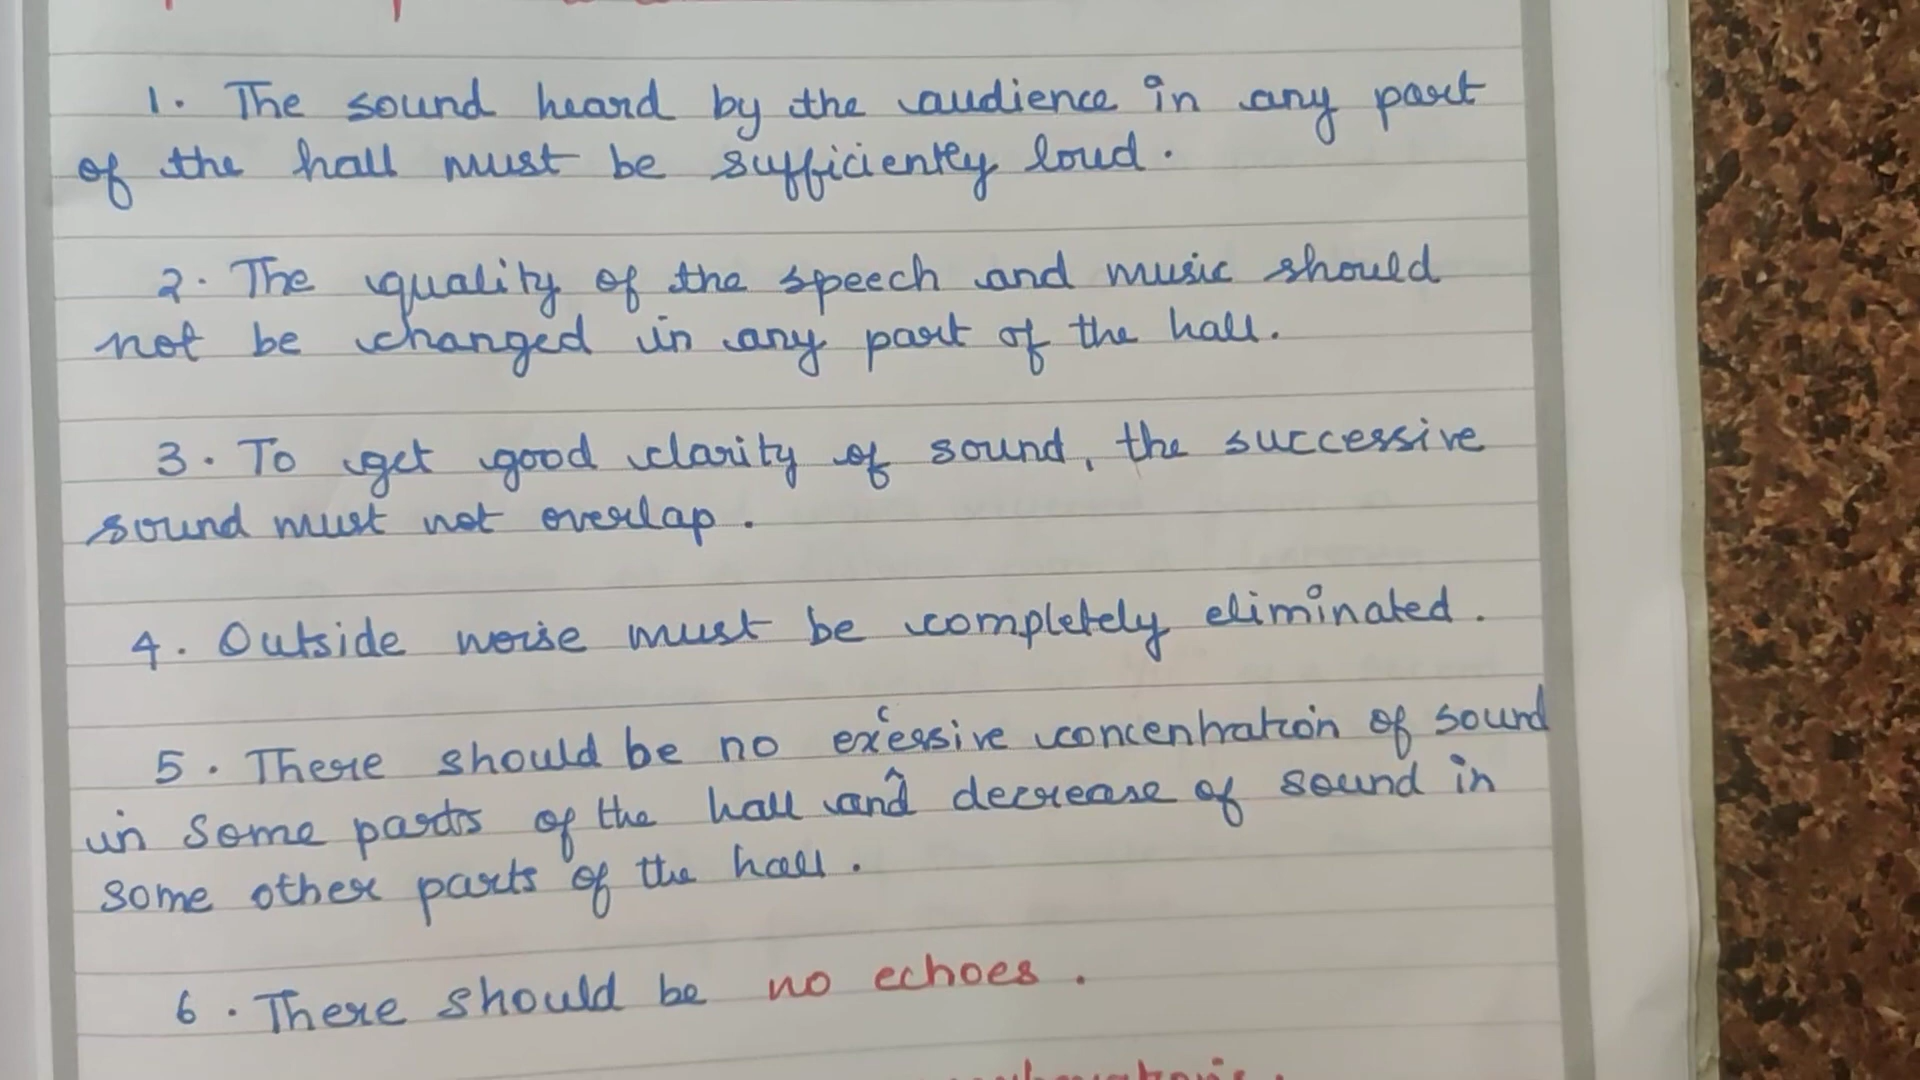 1. The sound heard by the audience in any part
of the hall must be sufficiently loud.
2. The quality of the speech and music should
not be changed in any part of the hall.
3. To get good clarity of sound, the successive
sound must not overlap.
4. Outside noise must be completely eliminated.
5. There should be no excessive concentration of sound
in some parts of the hall and decrease of sound in
some other parts of the hall.
6. There should be no echoes.